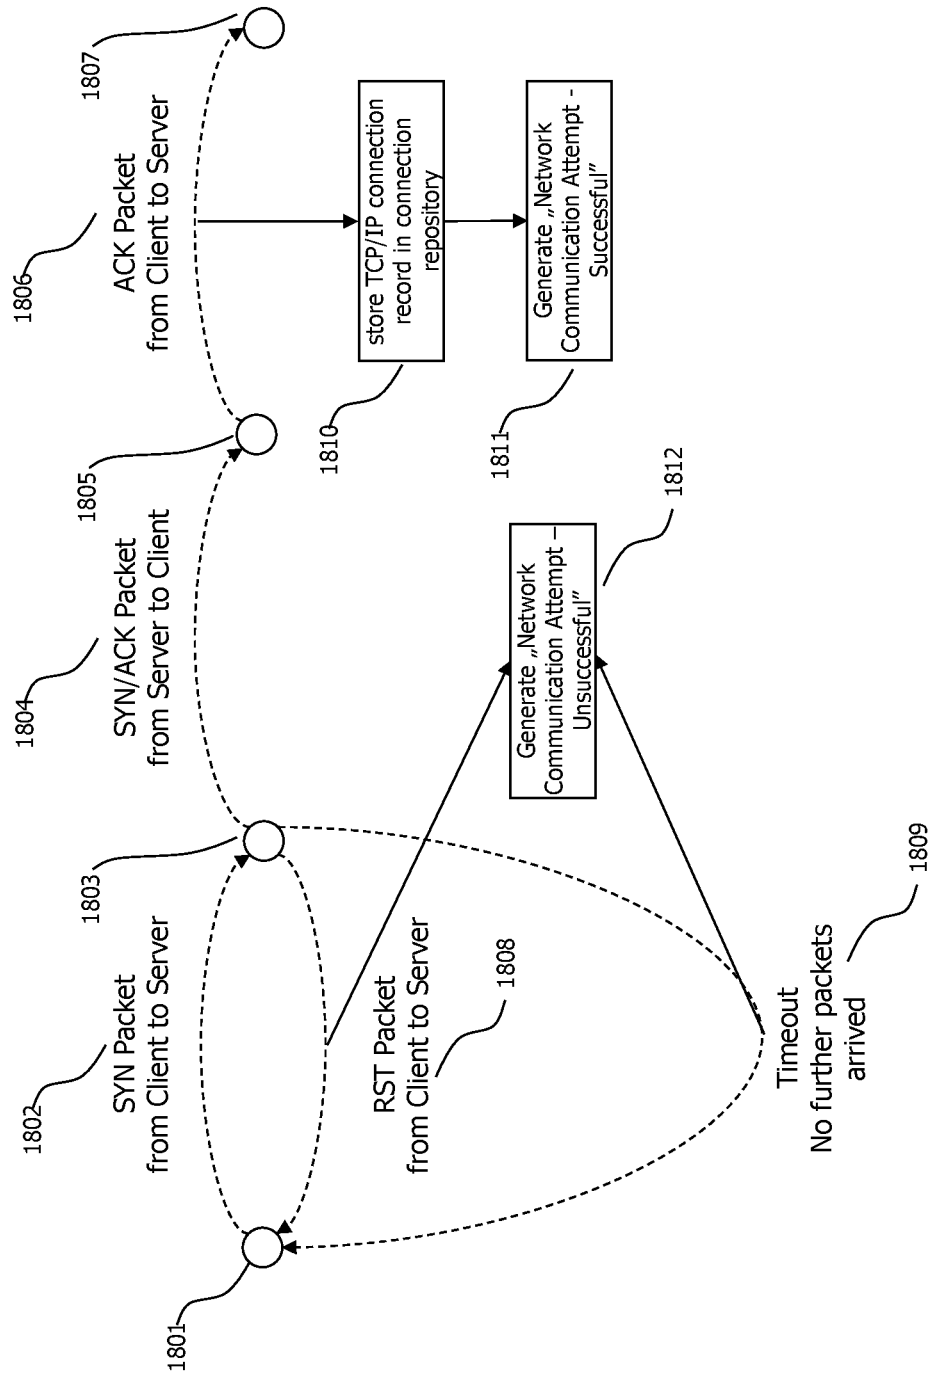 1801
1802
SYN Packet
from Client to Server
1803
1804
SYN/ACK Packet
from Server to Client
1805
1806
ACK Packet
from Client to Server
1807
RST Packet
from Client to Server
1808
Timeout
No further packets
arrived
1809
1810
store TCP/IP connection
record in connection
repository
1811
Generate „Network
Communication Attempt -
Successful”
1812
Generate „Network
Communication Attempt –
Unsuccessful”